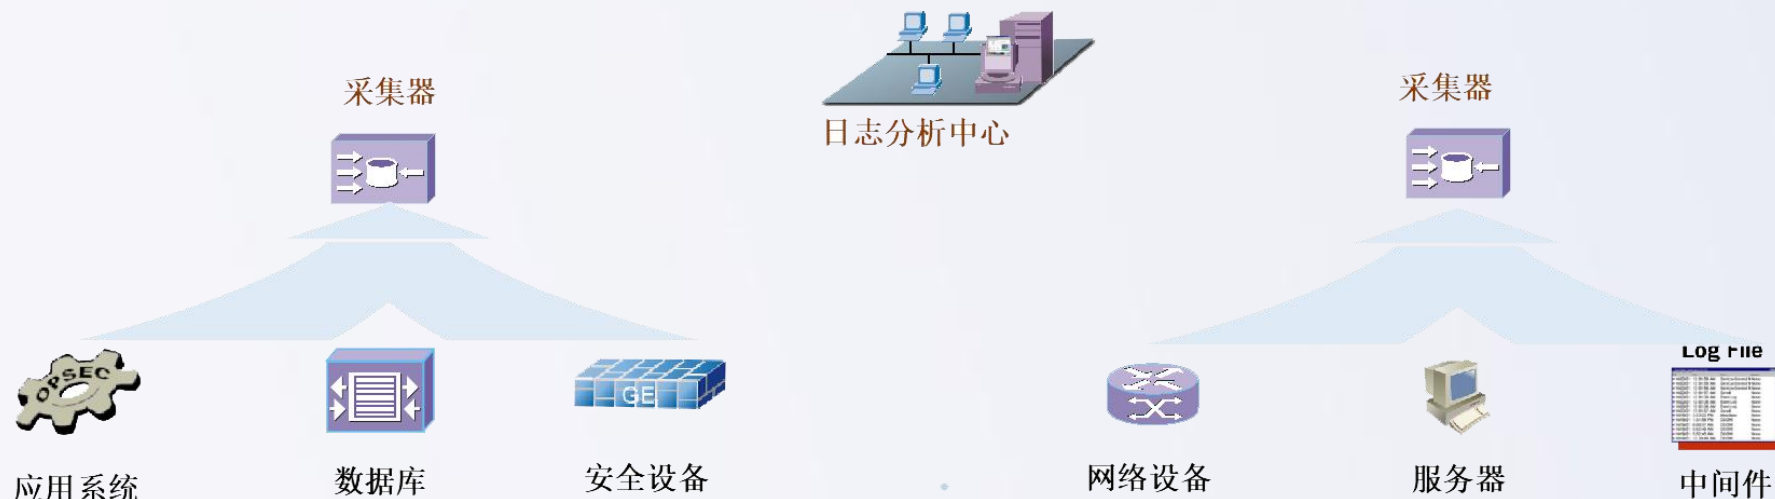 采集器
日志分析中心
采集器
OPSEC
GE
Log File
应用系统
数据库
安全设备
网络设备
服务器
中间件